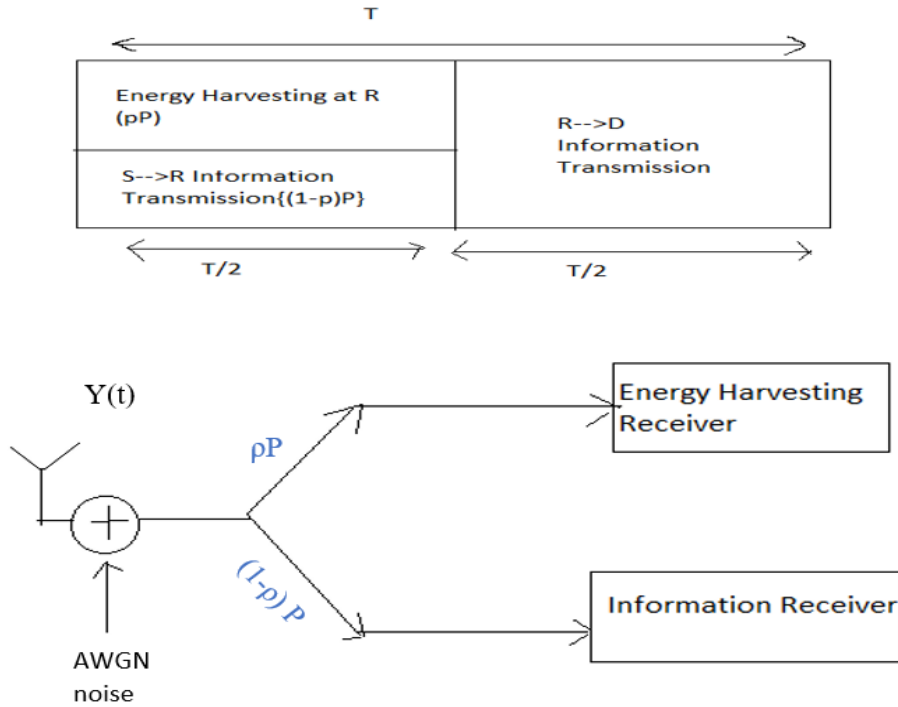 T
Energy Harvesting at R
(pP)
S-->R Information
Transmission{(1-p)P}
R-->D
Information
Transmission
T/2
T/2
Y(t)
ρP
(1-ρ) P
Energy Harvesting
Receiver
Information Receiver
AWGN
noise